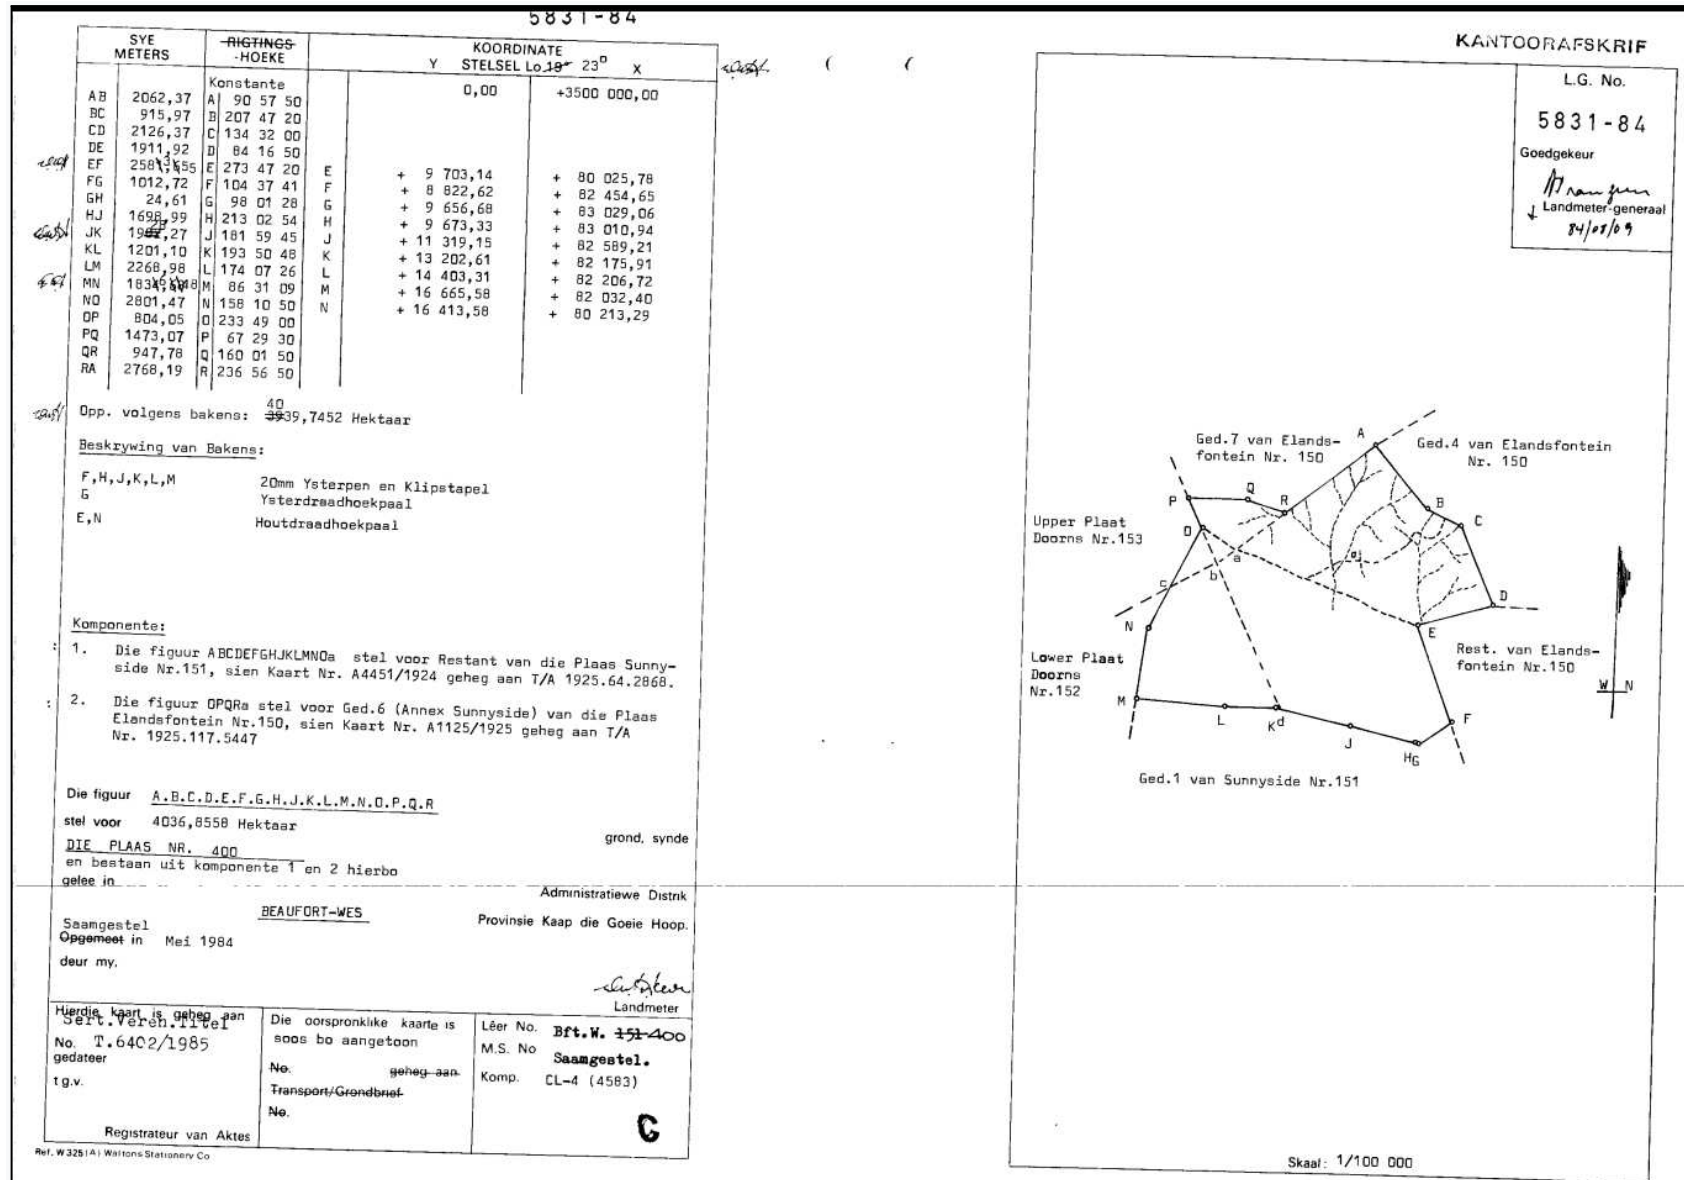 5831-84
SYE METERS RIGTINGS-HOEKE KOORDINATE
Y STELSEL Lo 19° 23° X
Konstante 0,00 +3500 000,00
AB 2062,37 A 90 57 50
BC 915,97 B 207 47 20
CD 2126,37 C 134 32 00
DE 1911,92 D 84 16 50
EF E 273 47 20 E + 9 703,14 + 80 025,78
FG 1012,72 F 104 37 41 F + 8 822,62 + 82 454,65
GH 24,61 G 98 01 28 G + 9 656,68 + 83 029,06
HJ 1698,99 H 213 02 54 H + 9 673,33 + 83 010,94
JK J 181 59 45 J + 11 319,15 + 82 589,21
KL 1201,10 K 193 50 48 K + 13 202,61 + 82 175,91
LM 2268,98 L 174 07 26 L + 14 403,31 + 82 206,72
MN M 86 31 09 M + 16 665,58 + 82 032,40
NO 2801,47 N 158 10 50 N + 16 413,58 + 80 213,29
OP 804,05 O 233 49 00
PQ 1473,07 P 67 29 30
QR 947,78 Q 160 01 50
RA 2768,19 R 236 56 50
40
Opp. volgens bakens: 3939,7452 Hektaar
Beskrywing van Bakens:
F,H,J,K,L,M 20mm Ysterpen en Klipstapel
G Ysterdraadhoekpaal
E,N Houtdraadhoekpaal
Komponente:
1. Die figuur ABCDEFGHJKLMNOa stel voor Restant van die Plaas Sunny-
side Nr.151, sien Kaart Nr. A4451/1924 geheg aan T/A 1925.64.2868.
2. Die figuur OPQRa stel voor Ged.6 (Annex Sunnyside) van die Plaas
Elandsfontein Nr.150, sien Kaart Nr. A1125/1925 geheg aan T/A
Nr. 1925.117.5447
Die figuur A.B.C.D.E.F.G.H.J.K.L.M.N.O.P.Q.R
stel voor 4036,8558 Hektaar
grond, synde
DIE PLAAS NR. 400
en bestaan uit komponente 1 en 2 hierbo
gelee in
Administratiewe Distrik
BEAUFORT-WES
Provinsie Kaap die Goeie Hoop.
Saamgestel
Opgemeet in Mei 1984
deur my,
Landmeter
Hierdie kaart is geheg aan
Sert.Veren.Titel
No. T.6402/1985
gedateer
t g.v.
Registrateur van Aktes
Die oorspronklike kaarte is
soos bo aangetoon
No. geheg aan
Transport/Grondbrief
No.
Lêer No. Bft.W. 151 400
M.S. No Saamgestel.
Komp. CL-4 (4583)
C
Ref. W 325 (A) Waltons Stationery Co
KANTOORAFSKRIF
L.G. No.
5831-84
Goedgekeur
Landmeter-generaal
84/08/09
Ged.7 van Elands-
fontein Nr. 150
A
Ged.4 van Elandsfontein
Nr. 150
P
Q
R
B
C
Upper Plaat
Doorns Nr.153
O
a
b
c
D
N
E
Lower Plaat
Doorns
Nr.152
Rest. van Elands-
fontein Nr.150
W N
M
L
K d
J
F
H G
Ged.1 van Sunnyside Nr.151
Skaal: 1/100 000